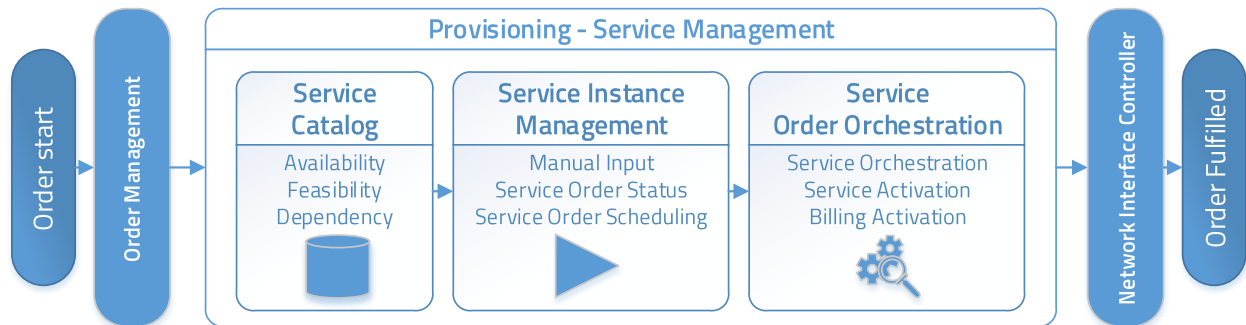 Order start
Order Management
Provisioning - Service Management
Service
Catalog
Availability
Feasibility
Dependency
Service Instance
Management
Manual Input
Service Order Status
Service Order Scheduling
Service
Order Orchestration
Service Orchestration
Service Activation
Billing Activation
Network Interface Controller
Order Fulfilled